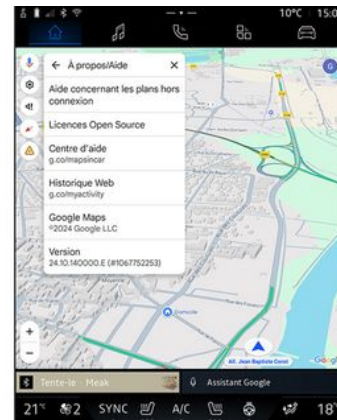 10°C 15:0
À propos/Aide
Aide concernant les plans hors
connexion
Licences Open Source
Centre d'aide
g.co/mapsincar
Historique Web
g.co/myactivity
Google Maps
©2024 Google LLC
Version
24.10.140000.E (#1067752253)
G
Gramville
All. Jean Baptiste Corot
Google
Tente-le Meak
Assistant Google
21°
2
SYNC
A/C
18°